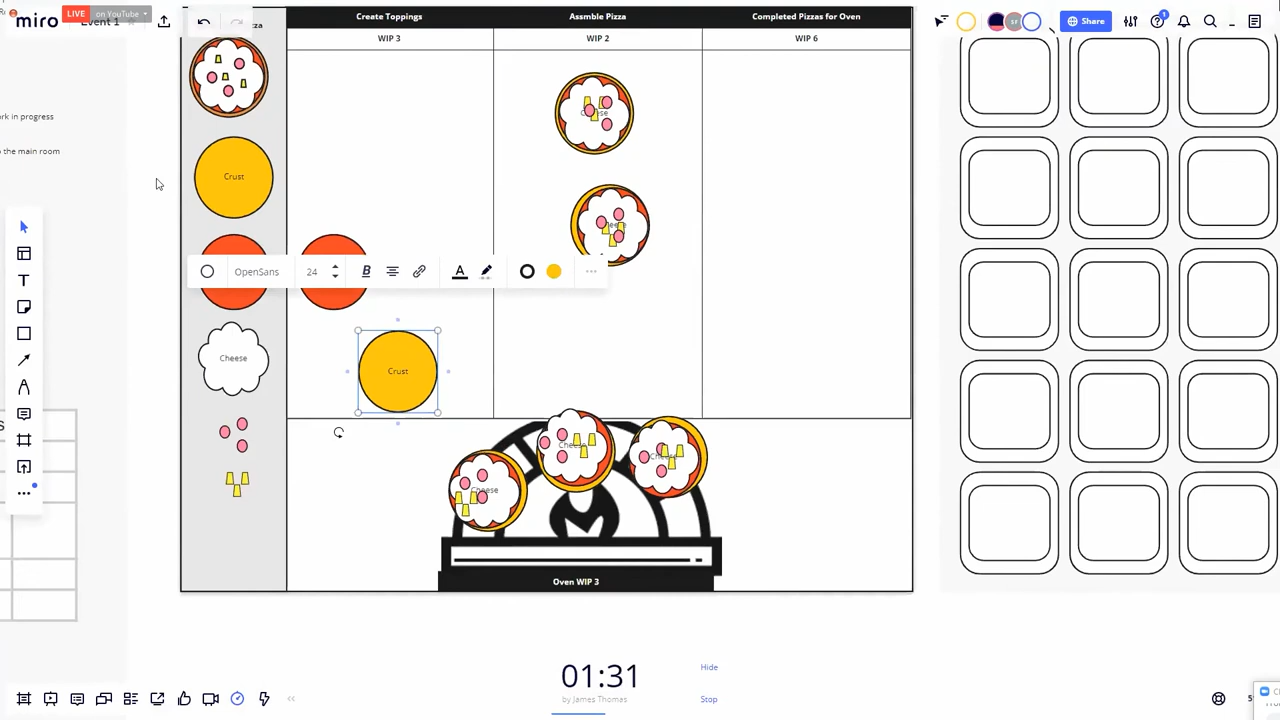 LIVE on YouTube
miro
Event 1
Share
1
Create Toppings
Assmble Pizza
Completed Pizzas for Oven
WIP 3
WIP 2
WIP 6
rk in progress
the main room
Crust
OpenSans
24
B
A
Cheese
Crust
Cheese
Oven WIP 3
01:31
by James Thomas
Hide
Stop